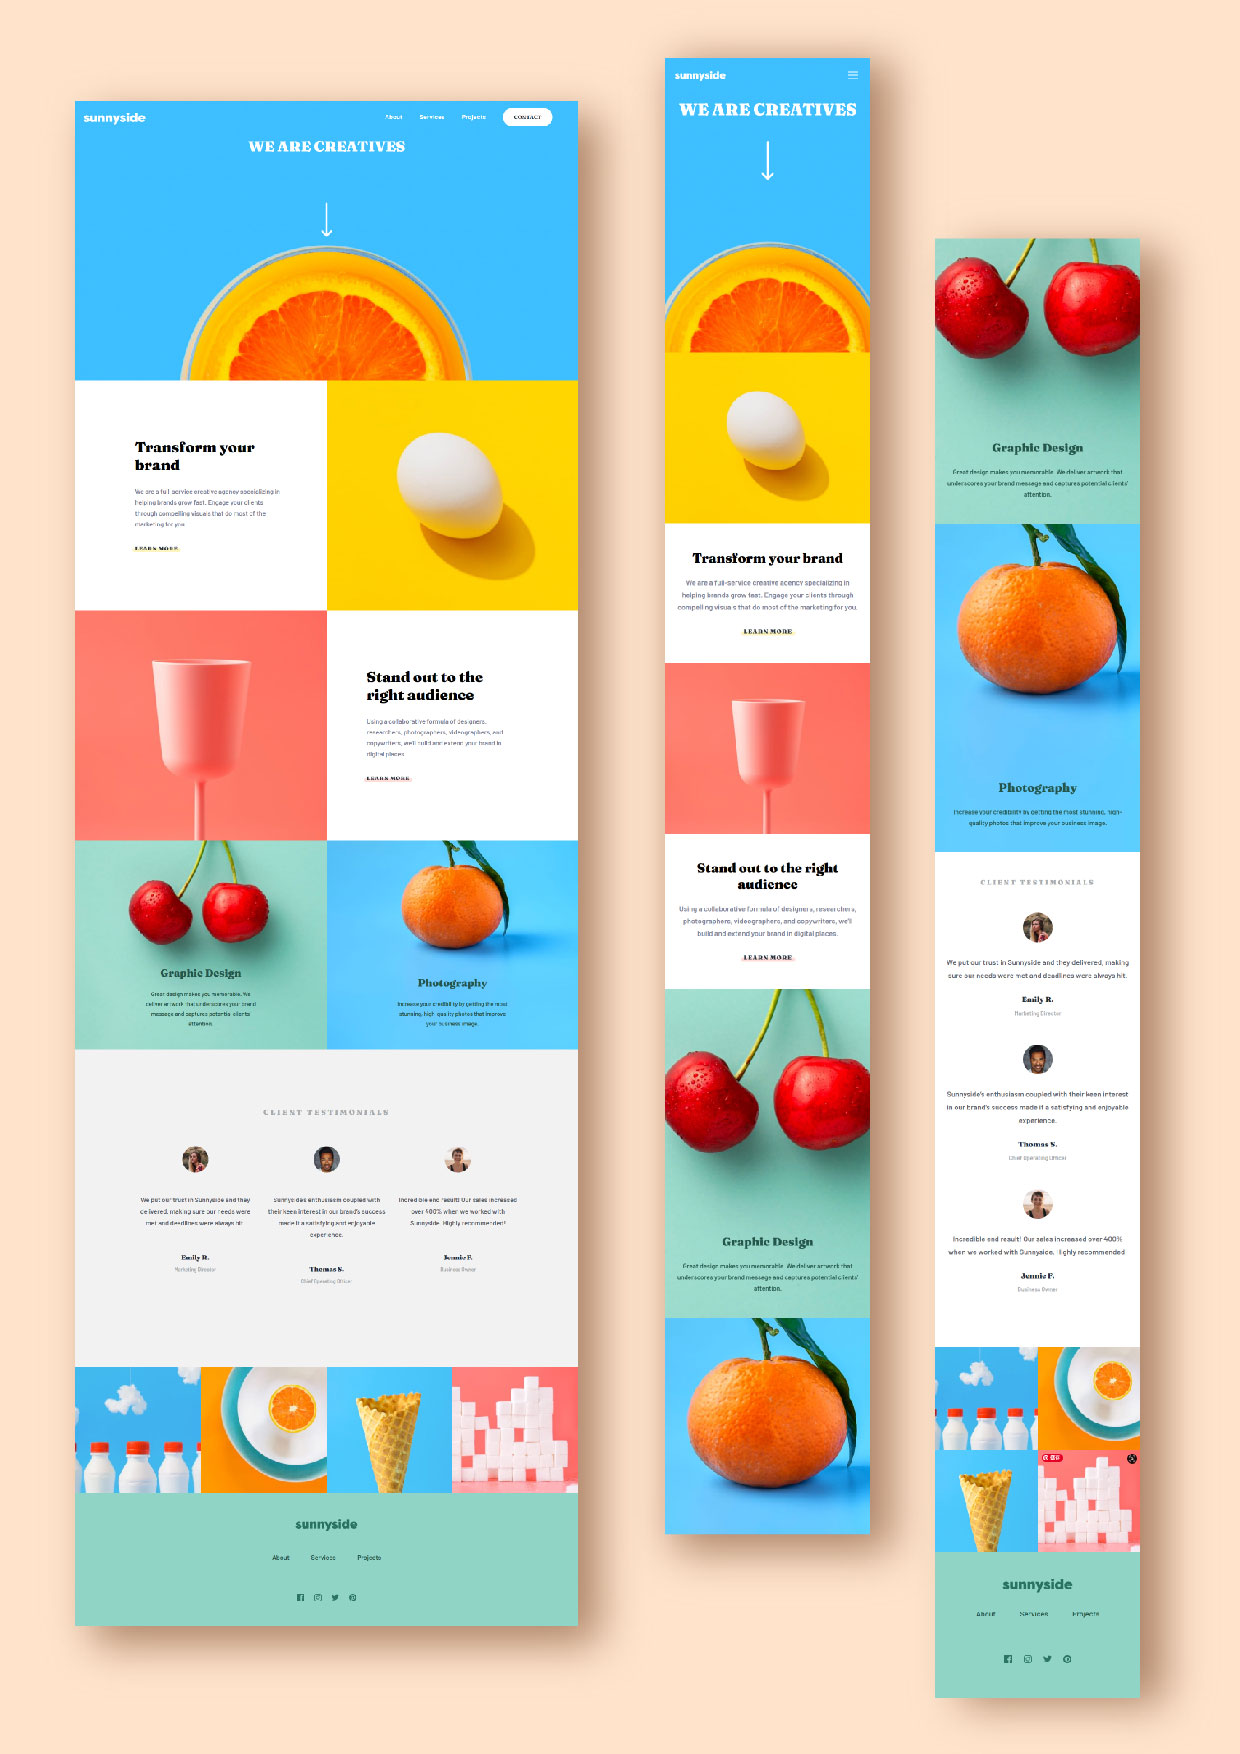 sunnyside
About Services Projects CONTACT
WE ARE CREATIVES
Transform your
brand
We are a full-service creative agency specializing in
helping brands grow fast. Engage your clients
through compelling visuals that do most of the
marketing for you.
LEARN MORE
Stand out to the
right audience
Using a collaborative formula of designers,
researchers, photographers, videographers, and
copywriters, we'll build and extend your brand in
digital places.
LEARN MORE
Graphic Design
Great design makes you memorable. We
deliver artwork that underscores your brand
message and captures potential clients'
attention.
Photography
Increase your credibility by getting the most
stunning, high-quality photos that improve
your business image.
CLIENT TESTIMONIALS
We put our trust in Sunnyside and they
delivered, making sure our needs were
met and deadlines were always hit.
Emily R.
Marketing Director
Sunnyside's enthusiasm coupled with
their keen interest in our brand's success
made it a satisfying and enjoyable
experience.
Thomas S.
Chief Operating Officer
Incredible end result! Our sales increased
over 400% when we worked with
Sunnyside. Highly recommended!
Jennie F.
Business Owner
sunnyside
About Services Projects
sunnyside
WE ARE CREATIVES
Transform your brand
We are a full-service creative agency specializing in
helping brands grow fast. Engage your clients through
compelling visuals that do most of the marketing for you.
LEARN MORE
Stand out to the right
audience
Using a collaborative formula of designers, researchers,
photographers, videographers, and copywriters, we'll
build and extend your brand in digital places.
LEARN MORE
Graphic Design
Great design makes you memorable. We deliver artwork that
underscores your brand message and captures potential clients'
attention.
Graphic Design
Great design makes you memorable. We deliver artwork that
underscores your brand message and captures potential clients'
attention.
Photography
Increase your credibility by getting the most stunning, high-
quality photos that improve your business image.
CLIENT TESTIMONIALS
We put our trust in Sunnyside and they delivered, making
sure our needs were met and deadlines were always hit.
Emily R.
Marketing Director
Sunnyside's enthusiasm coupled with their keen interest
in our brand's success made it a satisfying and enjoyable
experience.
Thomas S.
Chief Operating Officer
Incredible end result! Our sales increased over 400%
when we worked with Sunnyside. Highly recommended
Jennie F.
Business Owner
sunnyside
About Services Projects